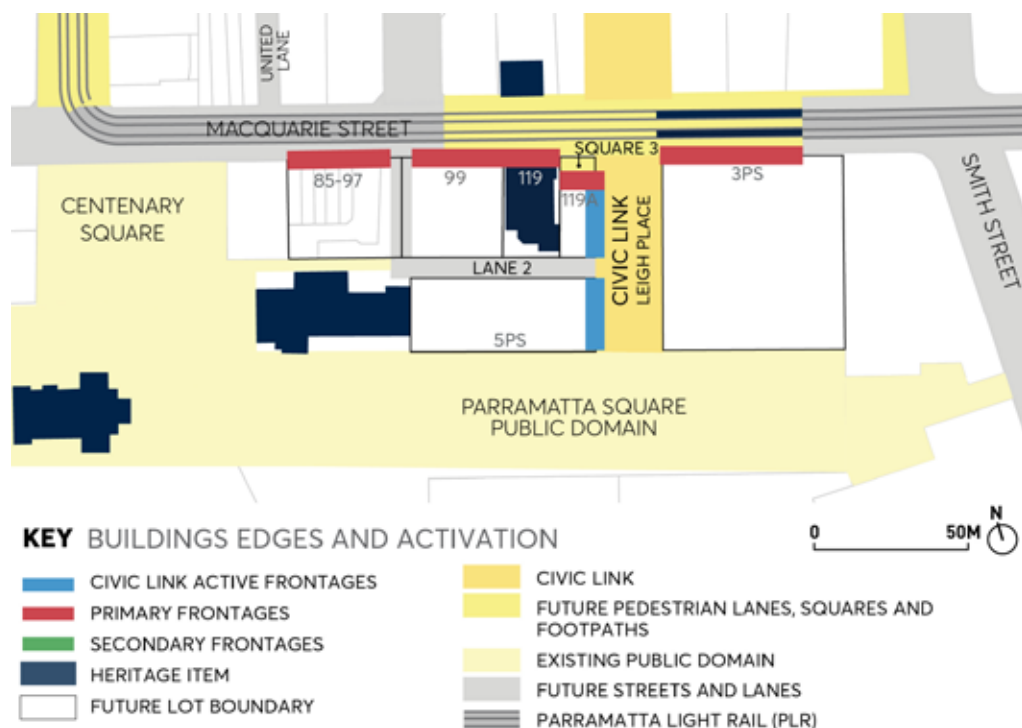 UNITED
LANE
MACQUARIE STREET
SQUARE 3
85-97
99
119
119A
3PS
SMITH STREET
CENTENARY
SQUARE
CIVIC LINK
LEIGH PLACE
LANE 2
5PS
PARRAMATTA SQUARE
PUBLIC DOMAIN
KEY BUILDINGS EDGES AND ACTIVATION
0 50M
N
CIVIC LINK ACTIVE FRONTAGES
PRIMARY FRONTAGES
SECONDARY FRONTAGES
HERITAGE ITEM
FUTURE LOT BOUNDARY
CIVIC LINK
FUTURE PEDESTRIAN LANES, SQUARES AND
FOOTPATHS
EXISTING PUBLIC DOMAIN
FUTURE STREETS AND LANES
PARRAMATTA LIGHT RAIL (PLR)